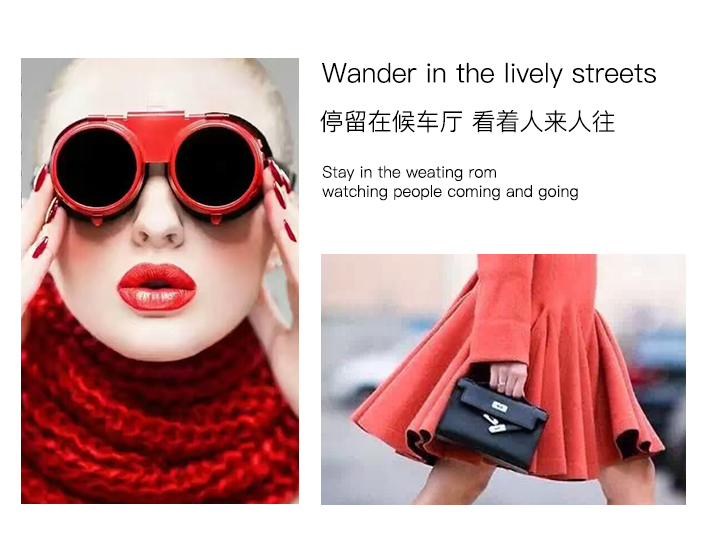 Wander in the lively streets
停留在候车厅 看着人来人往
Stay in the weating rom
watching people coming and going